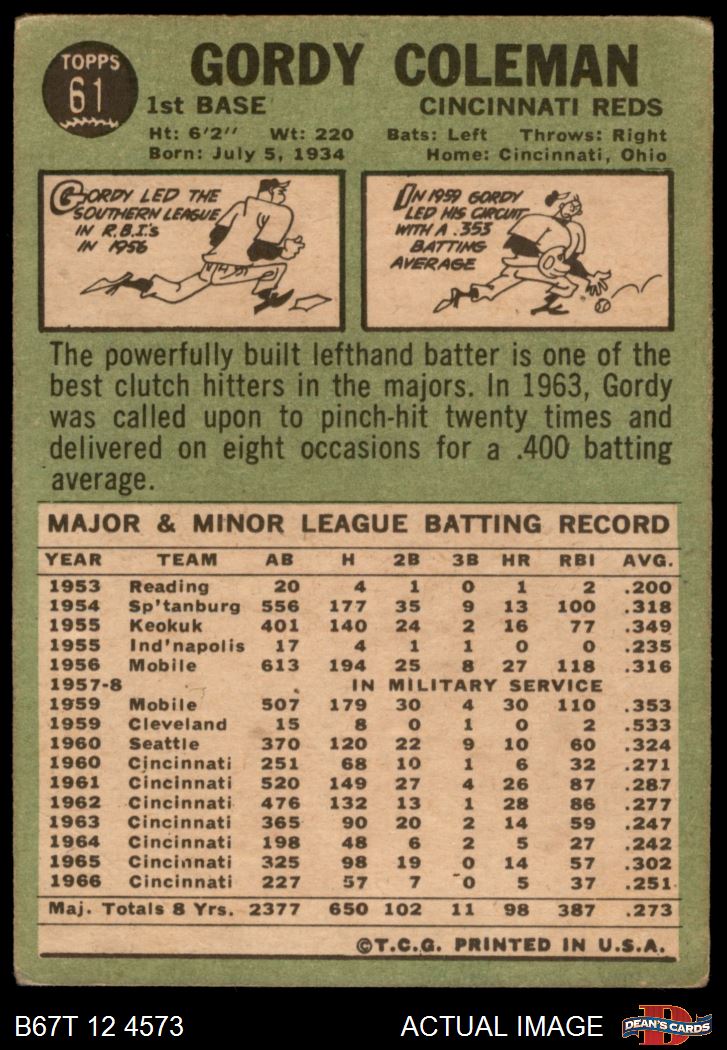 TOPPS
61
GORDY COLEMAN
1st BASE CINCINNATI REDS
Ht: 6'2" Wt: 220 Bats: Left Throws: Right
Born: July 5, 1934 Home: Cincinnati, Ohio
GORDY LED THE
SOUTHERN LEAGUE
IN R.B.I.'s
IN 1956
IN 1959 GORDY
LED HIS CIRCUIT
WITH A .353
BATTING
AVERAGE
The powerfully built lefthand batter is one of the
best clutch hitters in the majors. In 1963, Gordy
was called upon to pinch-hit twenty times and
delivered on eight occasions for a .400 batting
average.
MAJOR & MINOR LEAGUE BATTING RECORD
YEAR TEAM AB H 2B 3B HR RBI AVG.
1953 Reading 20 4 1 0 1 2 .200
1954 Sp'tanburg 556 177 35 9 13 100 .318
1955 Keokuk 401 140 24 2 16 77 .349
1955 Ind'napolis 17 4 1 1 0 0 .235
1956 Mobile 613 194 25 8 27 118 .316
1957-8 IN MILITARY SERVICE
1959 Mobile 507 179 30 4 30 110 .353
1959 Cleveland 15 8 0 1 0 2 .533
1960 Seattle 370 120 22 9 10 60 .324
1960 Cincinnati 251 68 10 1 6 32 .271
1961 Cincinnati 520 149 27 4 26 87 .287
1962 Cincinnati 476 132 13 1 28 86 .277
1963 Cincinnati 365 90 20 2 14 59 .247
1964 Cincinnati 198 48 6 2 5 27 .242
1965 Cincinnati 325 98 19 0 14 57 .302
1966 Cincinnati 227 57 7 0 5 37 .251
Maj. Totals 8 Yrs. 2377 650 102 11 98 387 .273
©T.C.G. PRINTED IN U.S.A.
B67T 12 4573 ACTUAL IMAGE
D
DEAN'S CARDS